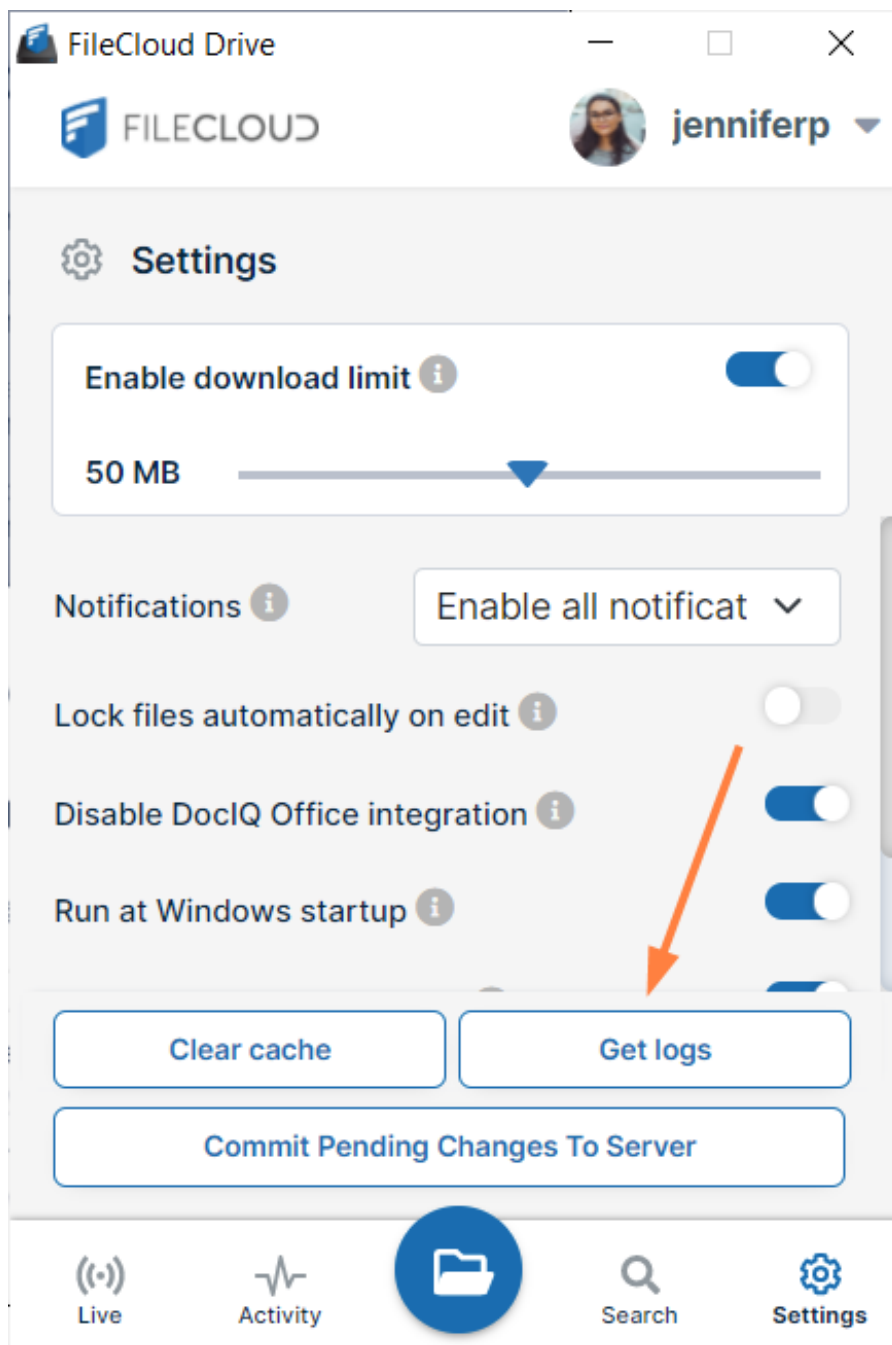 FileCloud Drive
FILECLOUD
jenniferp
Settings
Enable download limit
50 MB
Notifications
Enable all notificat
Lock files automatically on edit
Disable DocIQ Office integration
Run at Windows startup
Clear cache
Get logs
Commit Pending Changes To Server
Live
Activity
Search
Settings